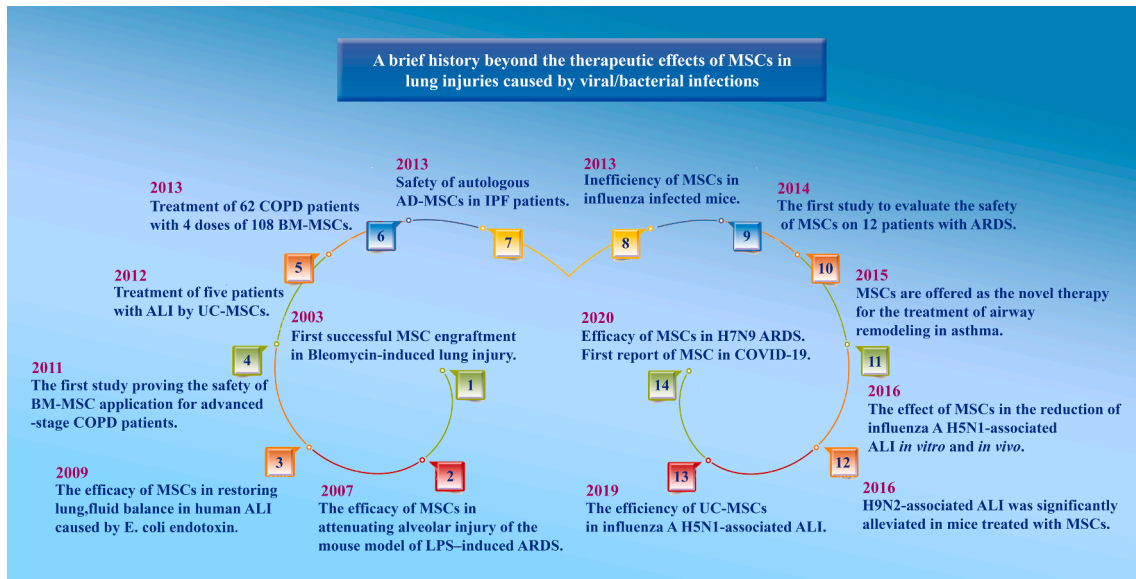 A brief history beyond the therapeutic effects of MSCs in
lung injuries caused by viral/bacterial infections
1
2003
First successful MSC engraftment
in Bleomycin-induced lung injury.
2
2007
The efficacy of MSCs in
attenuating alveolar injury of the
mouse model of LPS–induced ARDS.
3
2009
The efficacy of MSCs in restoring
lung,fluid balance in human ALI
caused by E. coli endotoxin.
4
2011
The first study proving the safety of
BM-MSC application for advanced
-stage COPD patients.
5
2012
Treatment of five patients
with ALI by UC-MSCs.
6
2013
Treatment of 62 COPD patients
with 4 doses of 108 BM-MSCs.
7
2013
Safety of autologous
AD-MSCs in IPF patients.
8
2013
Inefficiency of MSCs in
influenza infected mice.
9
2014
The first study to evaluate the safety
of MSCs on 12 patients with ARDS.
10
2015
MSCs are offered as the novel therapy
for the treatment of airway
remodeling in asthma.
11
2016
The effect of MSCs in the reduction of
influenza A H5N1-associated
ALI in vitro and in vivo.
12
2016
H9N2-associated ALI was significantly
alleviated in mice treated with MSCs.
13
2019
The efficiency of UC-MSCs
in influenza A H5N1-associated ALI.
14
2020
Efficacy of MSCs in H7N9 ARDS.
First report of MSC in COVID-19.